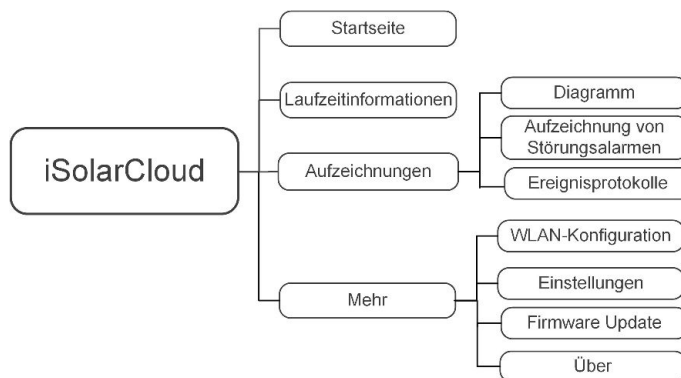 iSolarCloud
Startseite
Laufzeitinformationen
Aufzeichnungen
Diagramm
Aufzeichnung von
Störungsalarmen
Ereignisprotokolle
Mehr
WLAN-Konfiguration
Einstellungen
Firmware Update
Über